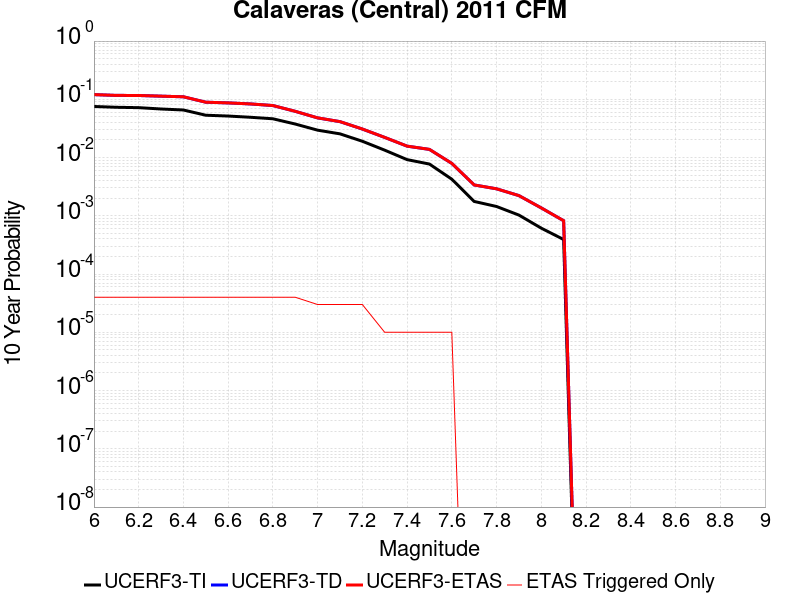 Calaveras (Central) 2011 CFM
10 0
10 -1
10 -2
10 -3
10 -4
10 -5
10 -6
10 -7
10 -8
10 Year Probability
6 6.2 6.4 6.6 6.8 7 7.2 7.4 7.6 7.8 8 8.2 8.4 8.6 8.8 9
Magnitude
UCERF3-TI UCERF3-TD UCERF3-ETAS ETAS Triggered Only